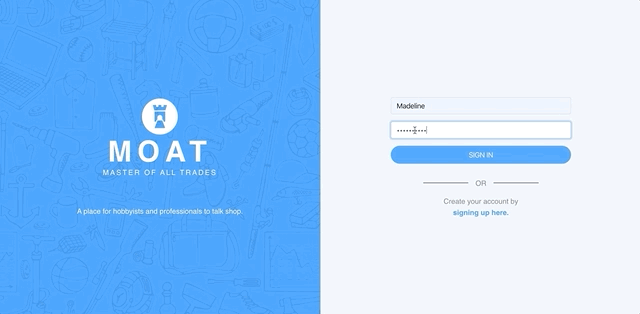 MOAT
MASTER OF ALL TRADES
A place for hobbyists and professionals to talk shop.
Madeline
SIGN IN
OR
Create your account by
signing up here.